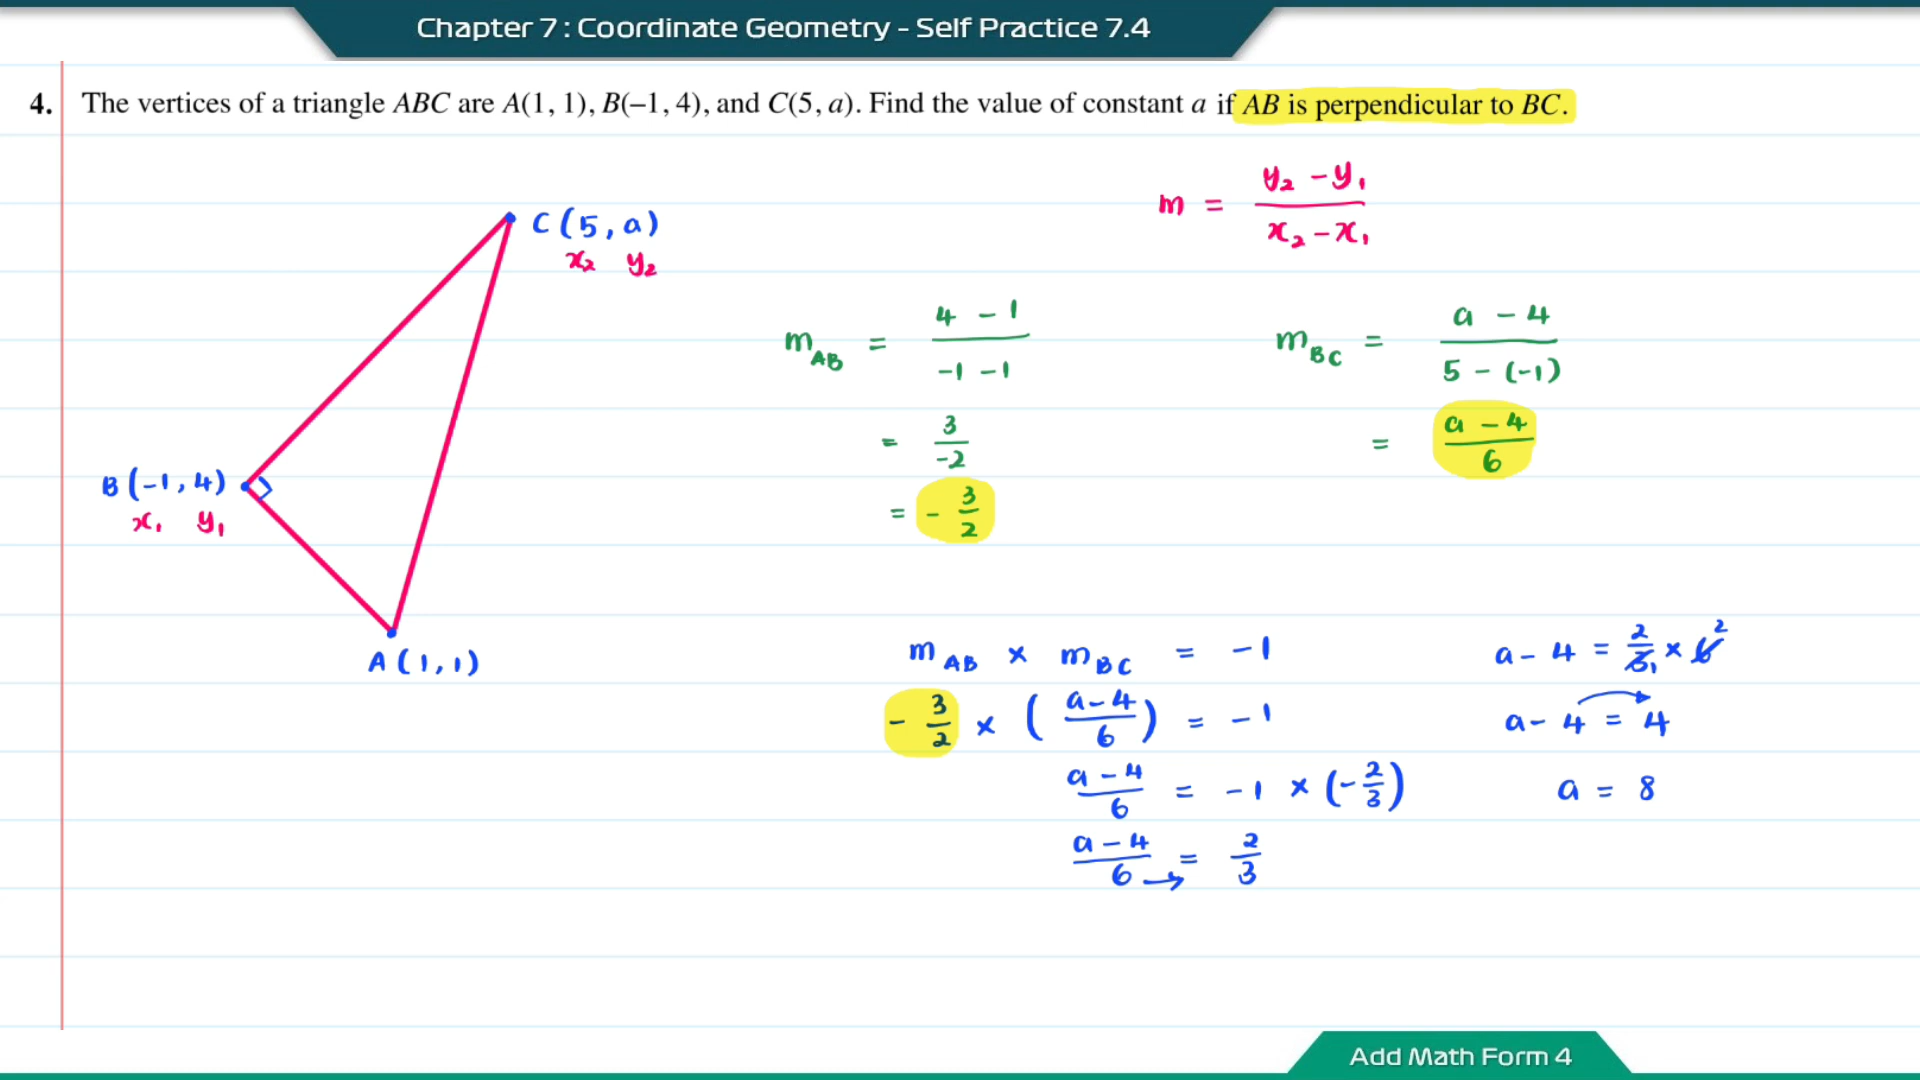 Chapter 7 : Coordinate Geometry - Self Practice 7.4
4. The vertices of a triangle ABC are A(1, 1), B(–1, 4), and C(5, a). Find the value of constant a if AB is perpendicular to BC.
C (5, a)
x₂ y₂
B (-1, 4)
x₁ y₁
A (1, 1)
m = (y₂ - y₁)/(x₂ - x₁)
m_AB = (4 - 1)/(-1 - 1)
= 3/-2
= - 3/2
m_BC = (a - 4)/(5 - (-1))
= (a - 4)/6
m_AB × m_BC = -1
- 3/2 × ((a - 4)/6) = -1
(a - 4)/6 = -1 × (- 2/3)
(a - 4)/6 = 2/3
a - 4 = 2/3₁ × 6²
a - 4 = 4
a = 8
Add Math Form 4